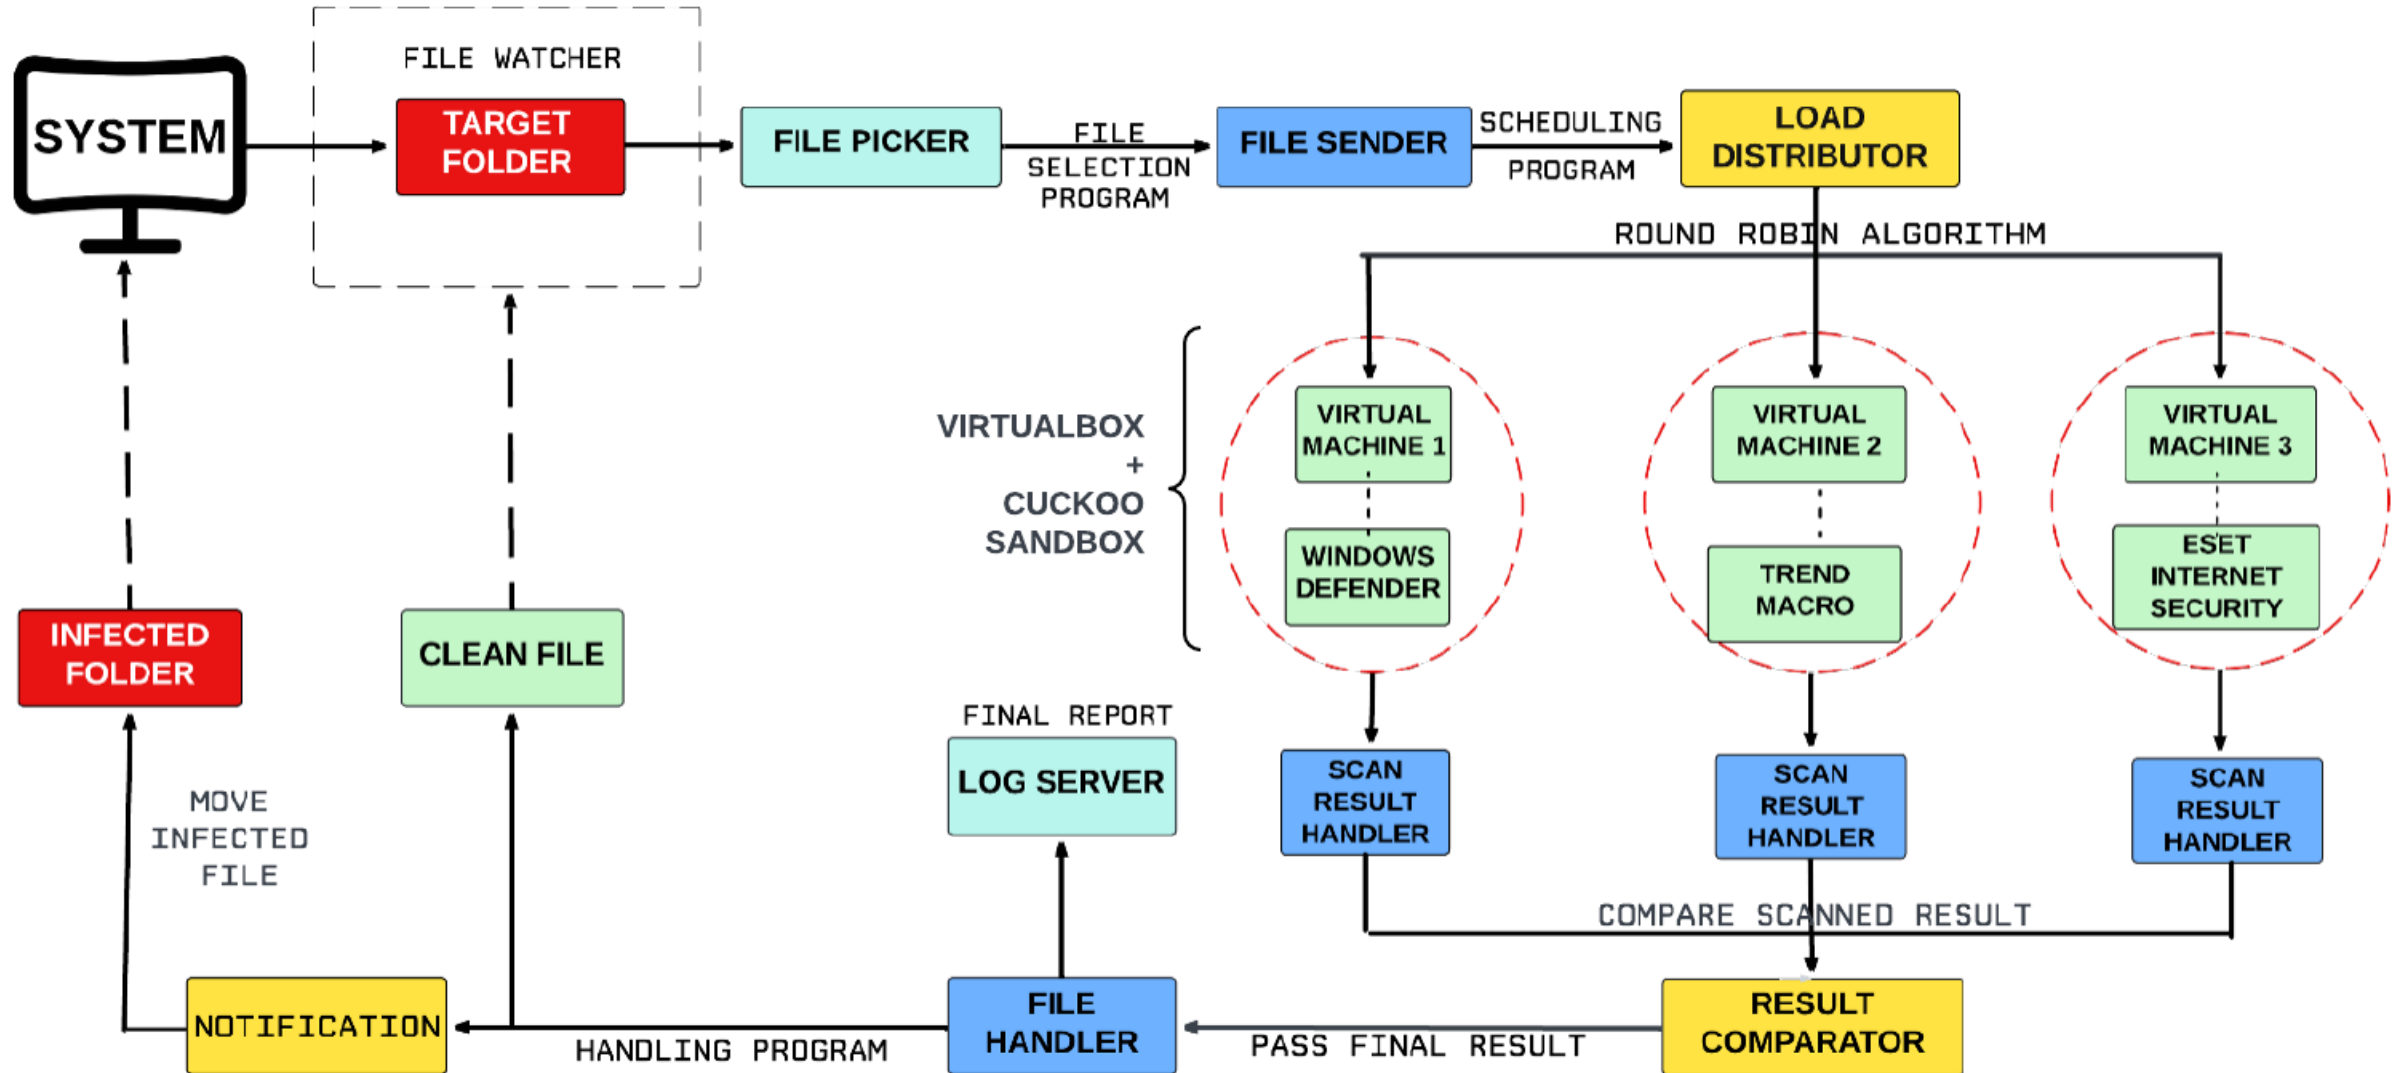 FILE WATCHER
SYSTEM
TARGET
FOLDER
FILE PICKER
FILE
SELECTION
PROGRAM
FILE SENDER
SCHEDULING
PROGRAM
LOAD
DISTRIBUTOR
ROUND ROBIN ALGORITHM
VIRTUALBOX
+
CUCKOO
SANDBOX
VIRTUAL
MACHINE 1
WINDOWS
DEFENDER
VIRTUAL
MACHINE 2
TREND
MACRO
VIRTUAL
MACHINE 3
ESET
INTERNET
SECURITY
SCAN
RESULT
HANDLER
SCAN
RESULT
HANDLER
SCAN
RESULT
HANDLER
COMPARE SCANNED RESULT
RESULT
COMPARATOR
PASS FINAL RESULT
FILE
HANDLER
FINAL REPORT
LOG SERVER
HANDLING PROGRAM
CLEAN FILE
NOTIFICATION
MOVE
INFECTED
FILE
INFECTED
FOLDER